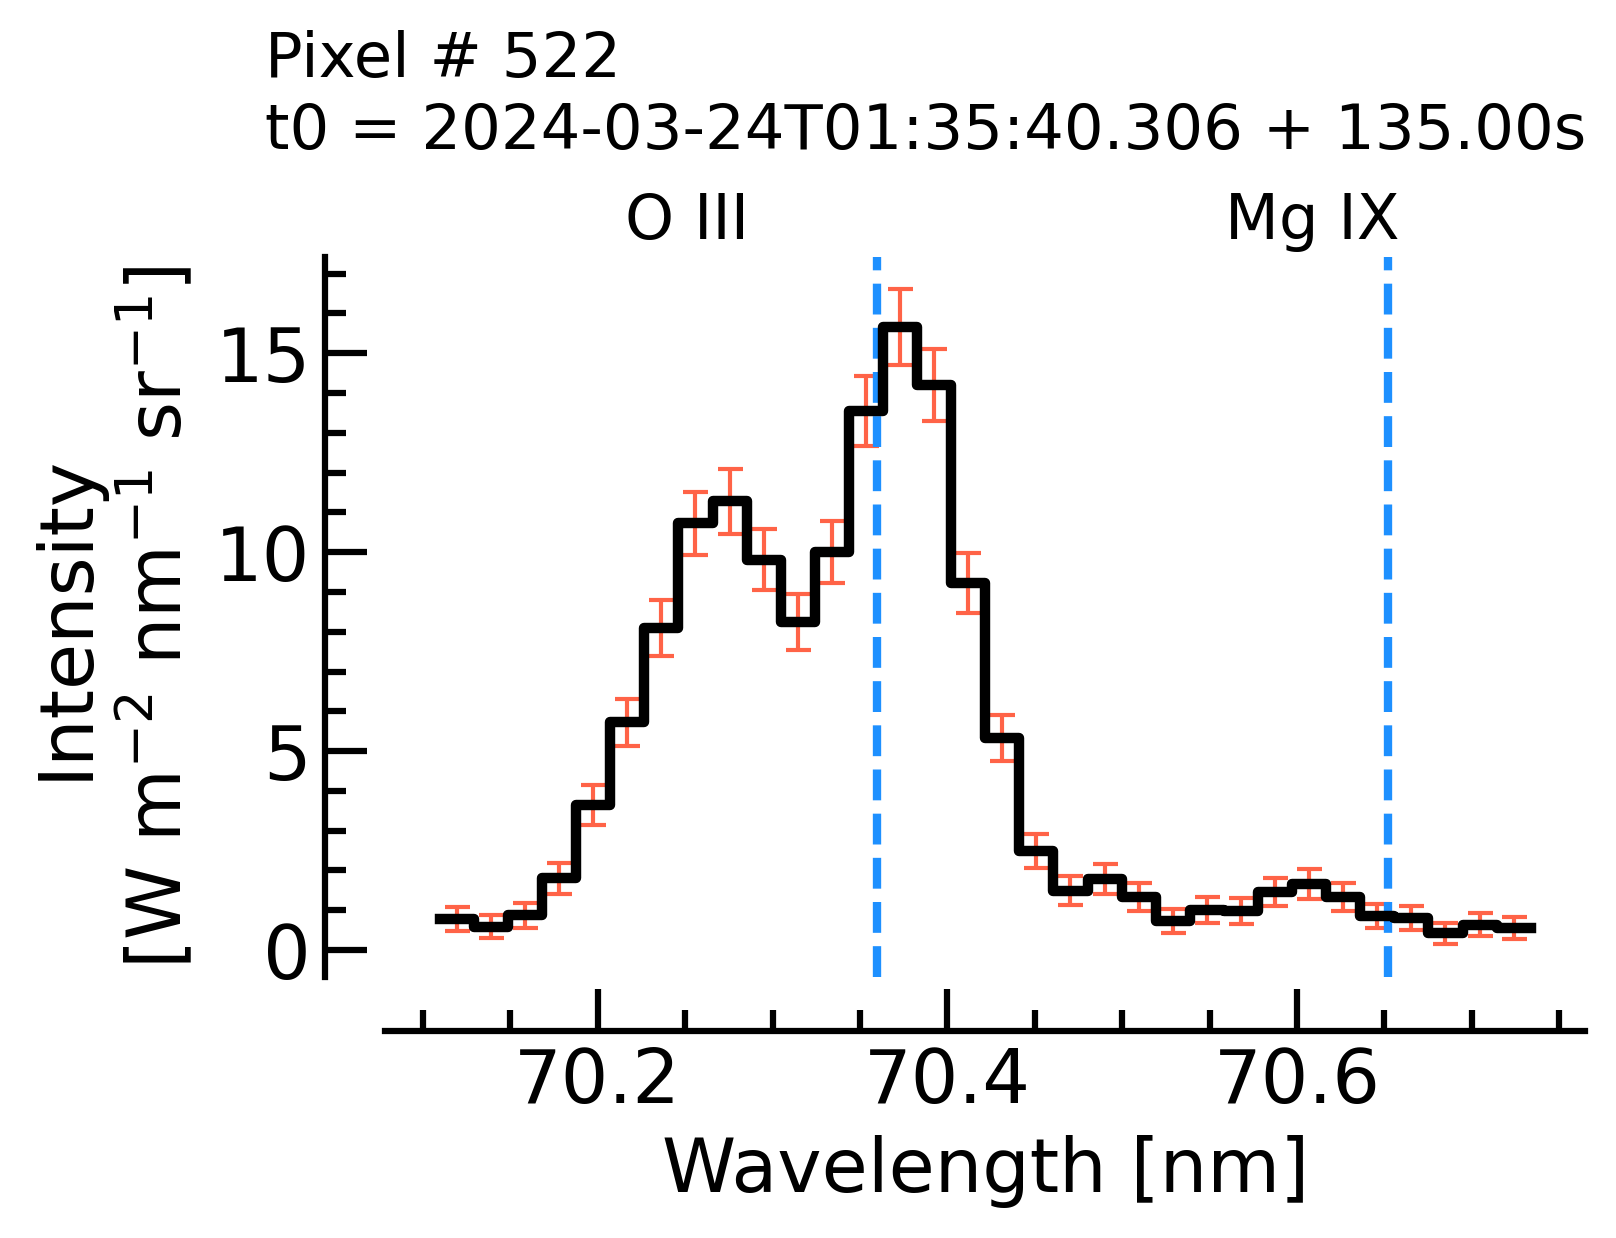 Pixel # 522
t0 = 2024-03-24T01:35:40.306 + 135.00s
O III
Mg IX
Intensity
[W m⁻² nm⁻¹ sr⁻¹]
15
10
5
0
70.2
70.4
70.6
Wavelength [nm]